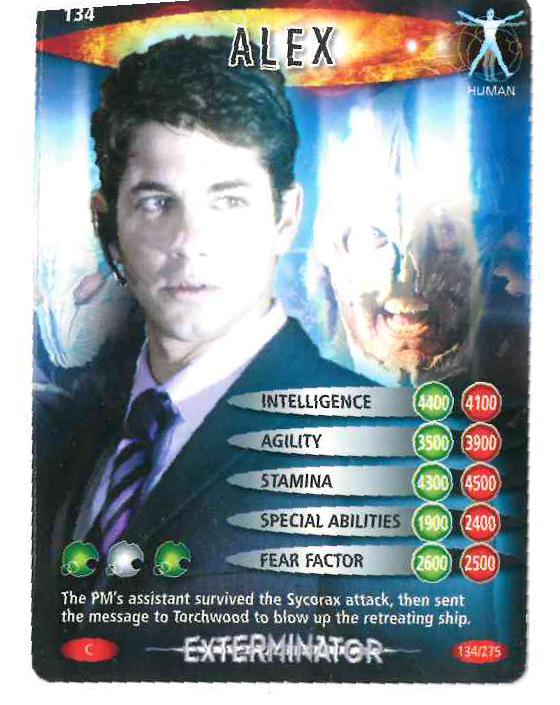 134
ALEX
HUMAN
INTELLIGENCE 4400 4100
AGILITY 3500 3900
STAMINA 4300 4500
SPECIAL ABILITIES 1900 2400
FEAR FACTOR 2600 2500
The PM's assistant survived the Sycorax attack, then sent
the message to Torchwood to blow up the retreating ship.
C EXTERMINATOR 134/275